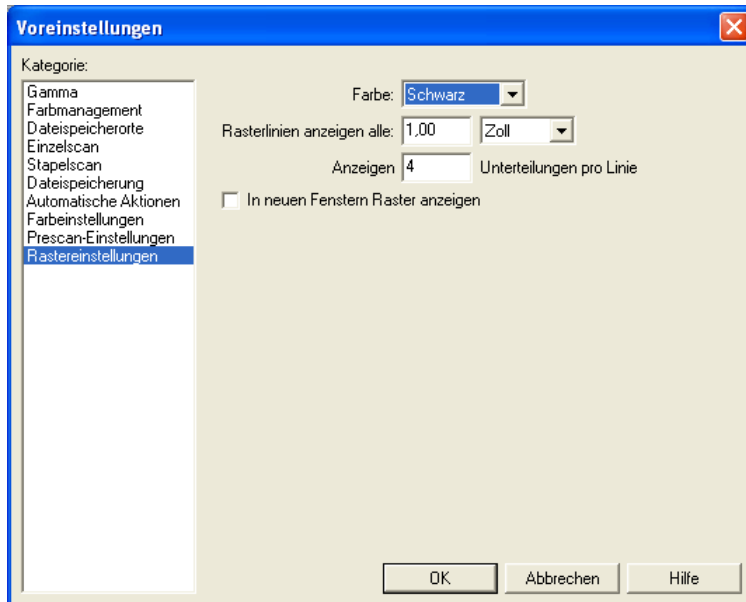 Voreinstellungen
Kategorie:
Gamma
Farbmanagement
Dateispeicherorte
Einzelscan
Stapelscan
Dateispeicherung
Automatische Aktionen
Farbeinstellungen
Prescan-Einstellungen
Rastereinstellungen
Farbe: Schwarz
Rasterlinien anzeigen alle: 1,00 Zoll
Anzeigen 4 Unterteilungen pro Linie
In neuen Fenstern Raster anzeigen
OK Abbrechen Hilfe